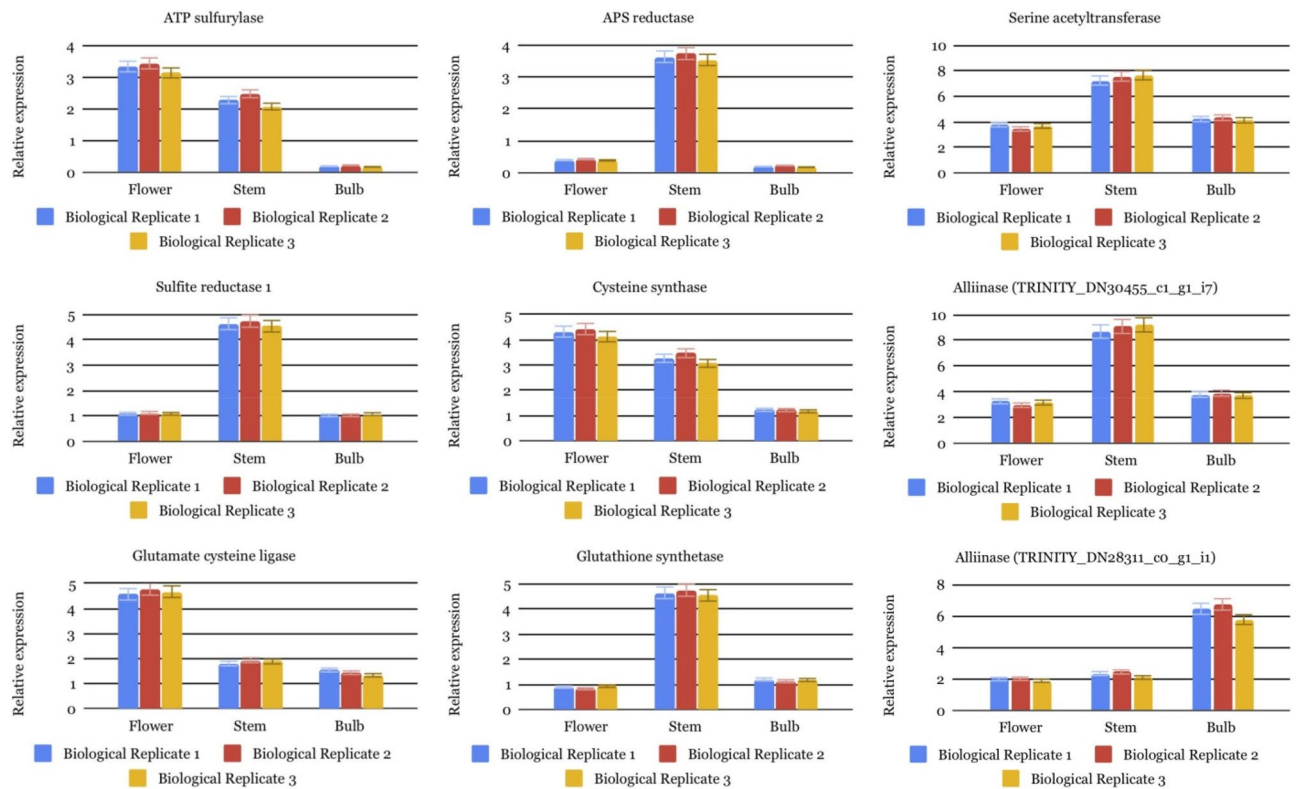 ATP sulfurylase
Relative expression
4
3
2
1
0
Flower Stem Bulb
Biological Replicate 1 Biological Replicate 2
Biological Replicate 3
APS reductase
Relative expression
4
3
2
1
0
Flower Stem Bulb
Biological Replicate 1 Biological Replicate 2
Biological Replicate 3
Serine acetyltransferase
Relative expression
10
8
6
4
2
0
Flower Stem Bulb
Biological Replicate 1 Biological Replicate 2
Biological Replicate 3
Sulfite reductase 1
Relative expression
5
4
3
2
1
0
Flower Stem Bulb
Biological Replicate 1 Biological Replicate 2
Biological Replicate 3
Cysteine synthase
Relative expression
5
4
3
2
1
0
Flower Stem Bulb
Biological Replicate 1 Biological Replicate 2
Biological Replicate 3
Alliinase (TRINITY_DN30455_c1_g1_i7)
Relative expression
10
8
6
4
2
0
Flower Stem Bulb
Biological Replicate 1 Biological Replicate 2
Biological Replicate 3
Glutamate cysteine ligase
Relative expression
5
4
3
2
1
0
Flower Stem Bulb
Biological Replicate 1 Biological Replicate 2
Biological Replicate 3
Glutathione synthetase
Relative expression
5
4
3
2
1
0
Flower Stem Bulb
Biological Replicate 1 Biological Replicate 2
Biological Replicate 3
Alliinase (TRINITY_DN28311_c0_g1_i1)
Relative expression
8
6
4
2
0
Flower Stem Bulb
Biological Replicate 1 Biological Replicate 2
Biological Replicate 3